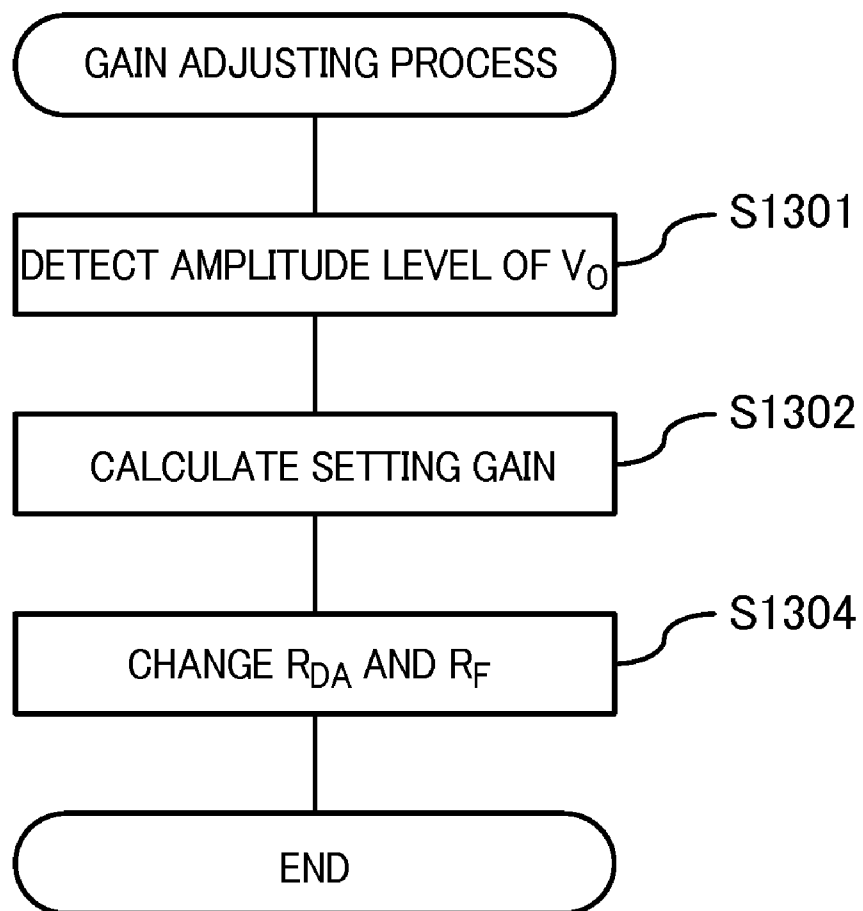 GAIN ADJUSTING PROCESS
S1301
DETECT AMPLITUDE LEVEL OF VO
S1302
CALCULATE SETTING GAIN
S1304
CHANGE RDA AND RF
END